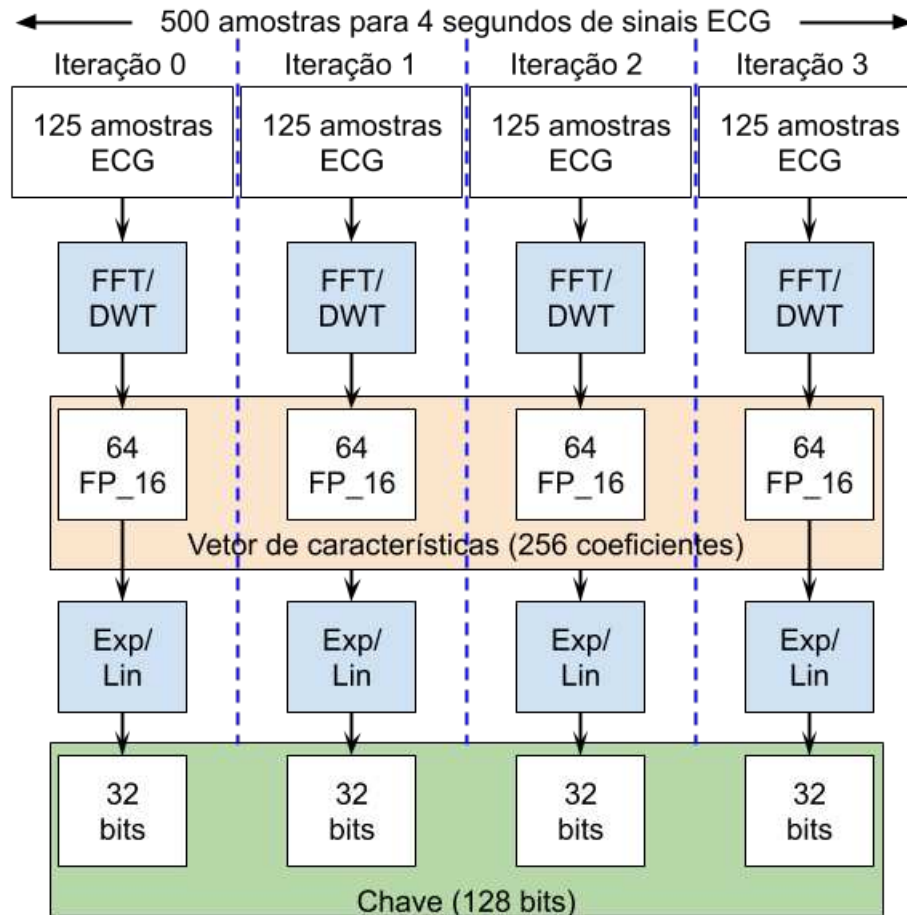 500 amostras para 4 segundos de sinais ECG
Iteração 0 Iteração 1 Iteração 2 Iteração 3
125 amostras ECG
125 amostras ECG
125 amostras ECG
125 amostras ECG
FFT/ DWT
FFT/ DWT
FFT/ DWT
FFT/ DWT
64 FP_16
64 FP_16
64 FP_16
64 FP_16
Vetor de característícas (256 coeficientes)
Exp/ Lin
Exp/ Lin
Exp/ Lin
Exp/ Lin
32 bits
32 bits
32 bits
32 bits
Chave (128 bits)